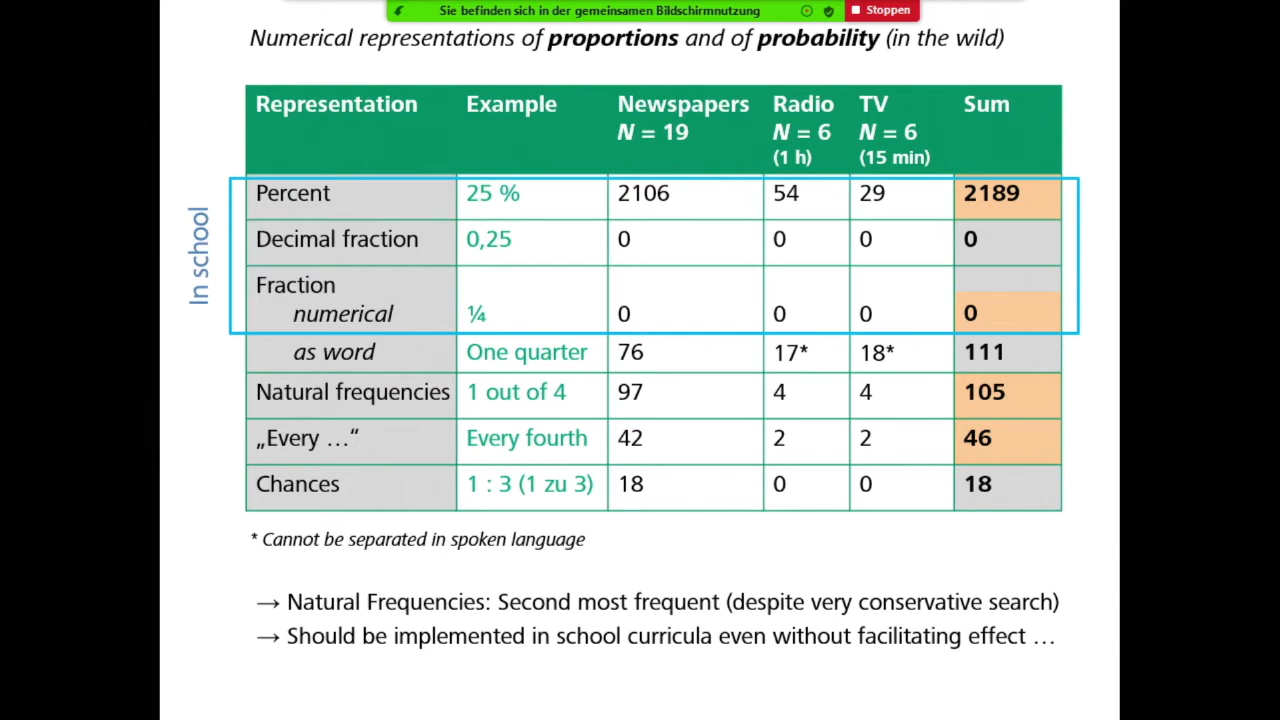 Sie befinden sich in der gemeinsamen Bildschirmnutzung Stoppen
Numerical representations of proportions and of probability (in the wild)
Representation Example Newspapers Radio TV Sum
N = 19 N = 6 N = 6
(1 h) (15 min)
In school
Percent 25 % 2106 54 29 2189
Decimal fraction 0,25 0 0 0 0
Fraction
numerical ¼ 0 0 0 0
as word One quarter 76 17* 18* 111
Natural frequencies 1 out of 4 97 4 4 105
„Every …“ Every fourth 42 2 2 46
Chances 1 : 3 (1 zu 3) 18 0 0 18
* Cannot be separated in spoken language
→ Natural Frequencies: Second most frequent (despite very conservative search)
→ Should be implemented in school curricula even without facilitating effect …